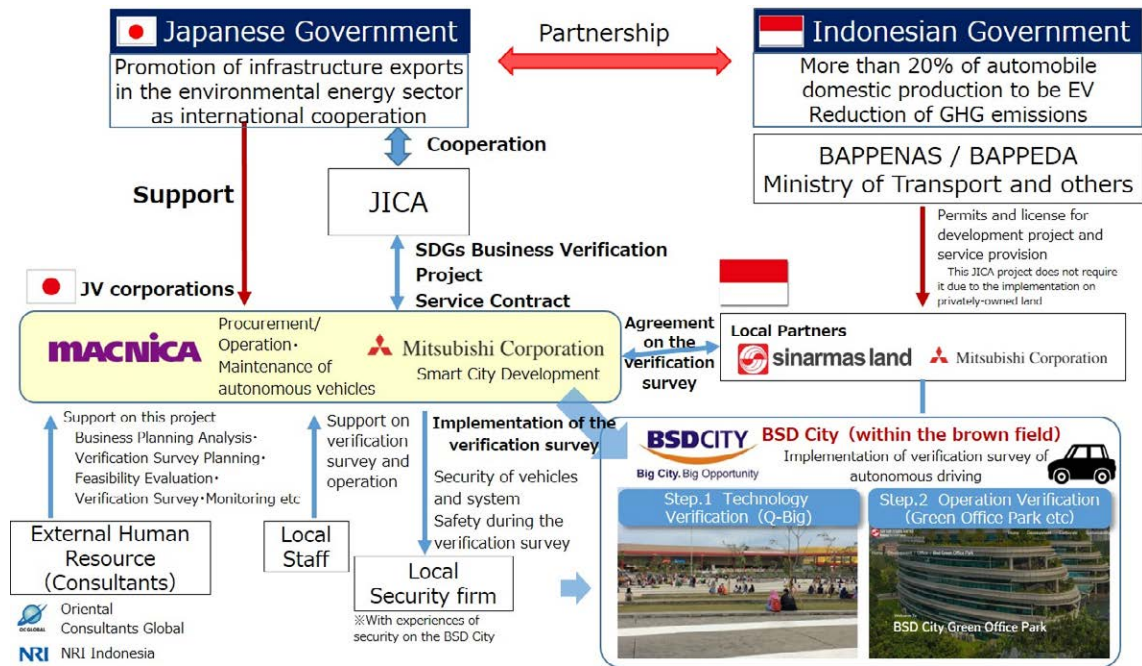 Japanese Government
Promotion of infrastructure exports
in the environmental energy sector
as international cooperation
Partnership
Indonesian Government
More than 20% of automobile
domestic production to be EV
Reduction of GHG emissions
BAPPENAS / BAPPEDA
Ministry of Transport and others
Cooperation
Support
JICA
SDGs Business Verification
Project
Service Contract
Permits and license for
development project and
service provision
This JICA project does not require
it due to the implementation on
privately-owned land
JV corporations
MACNICA
Procurement/
Operation・
Maintenance of
autonomous vehicles
Mitsubishi Corporation
Smart City Development
Agreement
on the
verification
survey
Local Partners
sinarmas land
Mitsubishi Corporation
Support on this project
Business Planning Analysis・
Verification Survey Planning・
Feasibility Evaluation・
Verification Survey・Monitoring etc
Support on
verification
survey and
operation
Implementation of the
verification survey
Security of vehicles
and system
Safety during the
verification survey
External Human
Resource
(Consultants)
Local
Staff
Local
Security firm
※With experiences of
security on the BSD City
OC GLOBAL
Oriental
Consultants Global
NRI
NRI Indonesia
BSDCITY
Big City. Big Opportunity
BSD City (within the brown field)
Implementation of verification survey of
autonomous driving
Step.1 Technology
Verification (Q-Big)
Step.2 Operation Verification
(Green Office Park etc)
BSD City Green Office Park